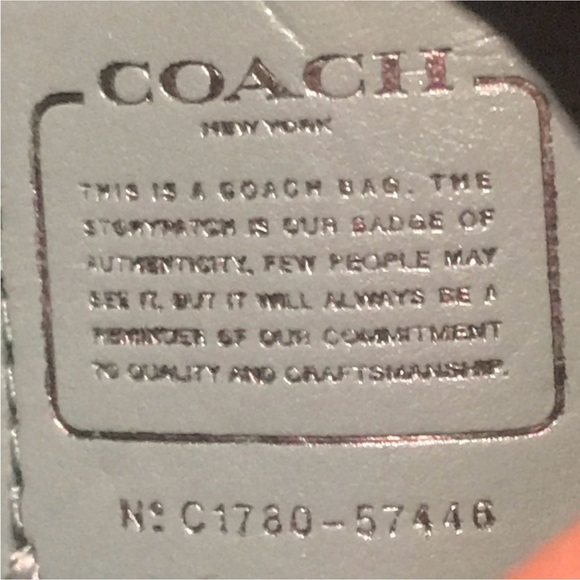 COACH
NEW YORK
THIS IS A COACH BAG. THE
STORYPATCH IS OUR BADGE OF
AUTHENTICITY. FEW PEOPLE MAY
SEE IT, BUT IT WILL ALWAYS BE A
REMINDER OF OUR COMMITMENT
TO QUALITY AND CRAFTSMANSHIP.
Nº C1780-57446